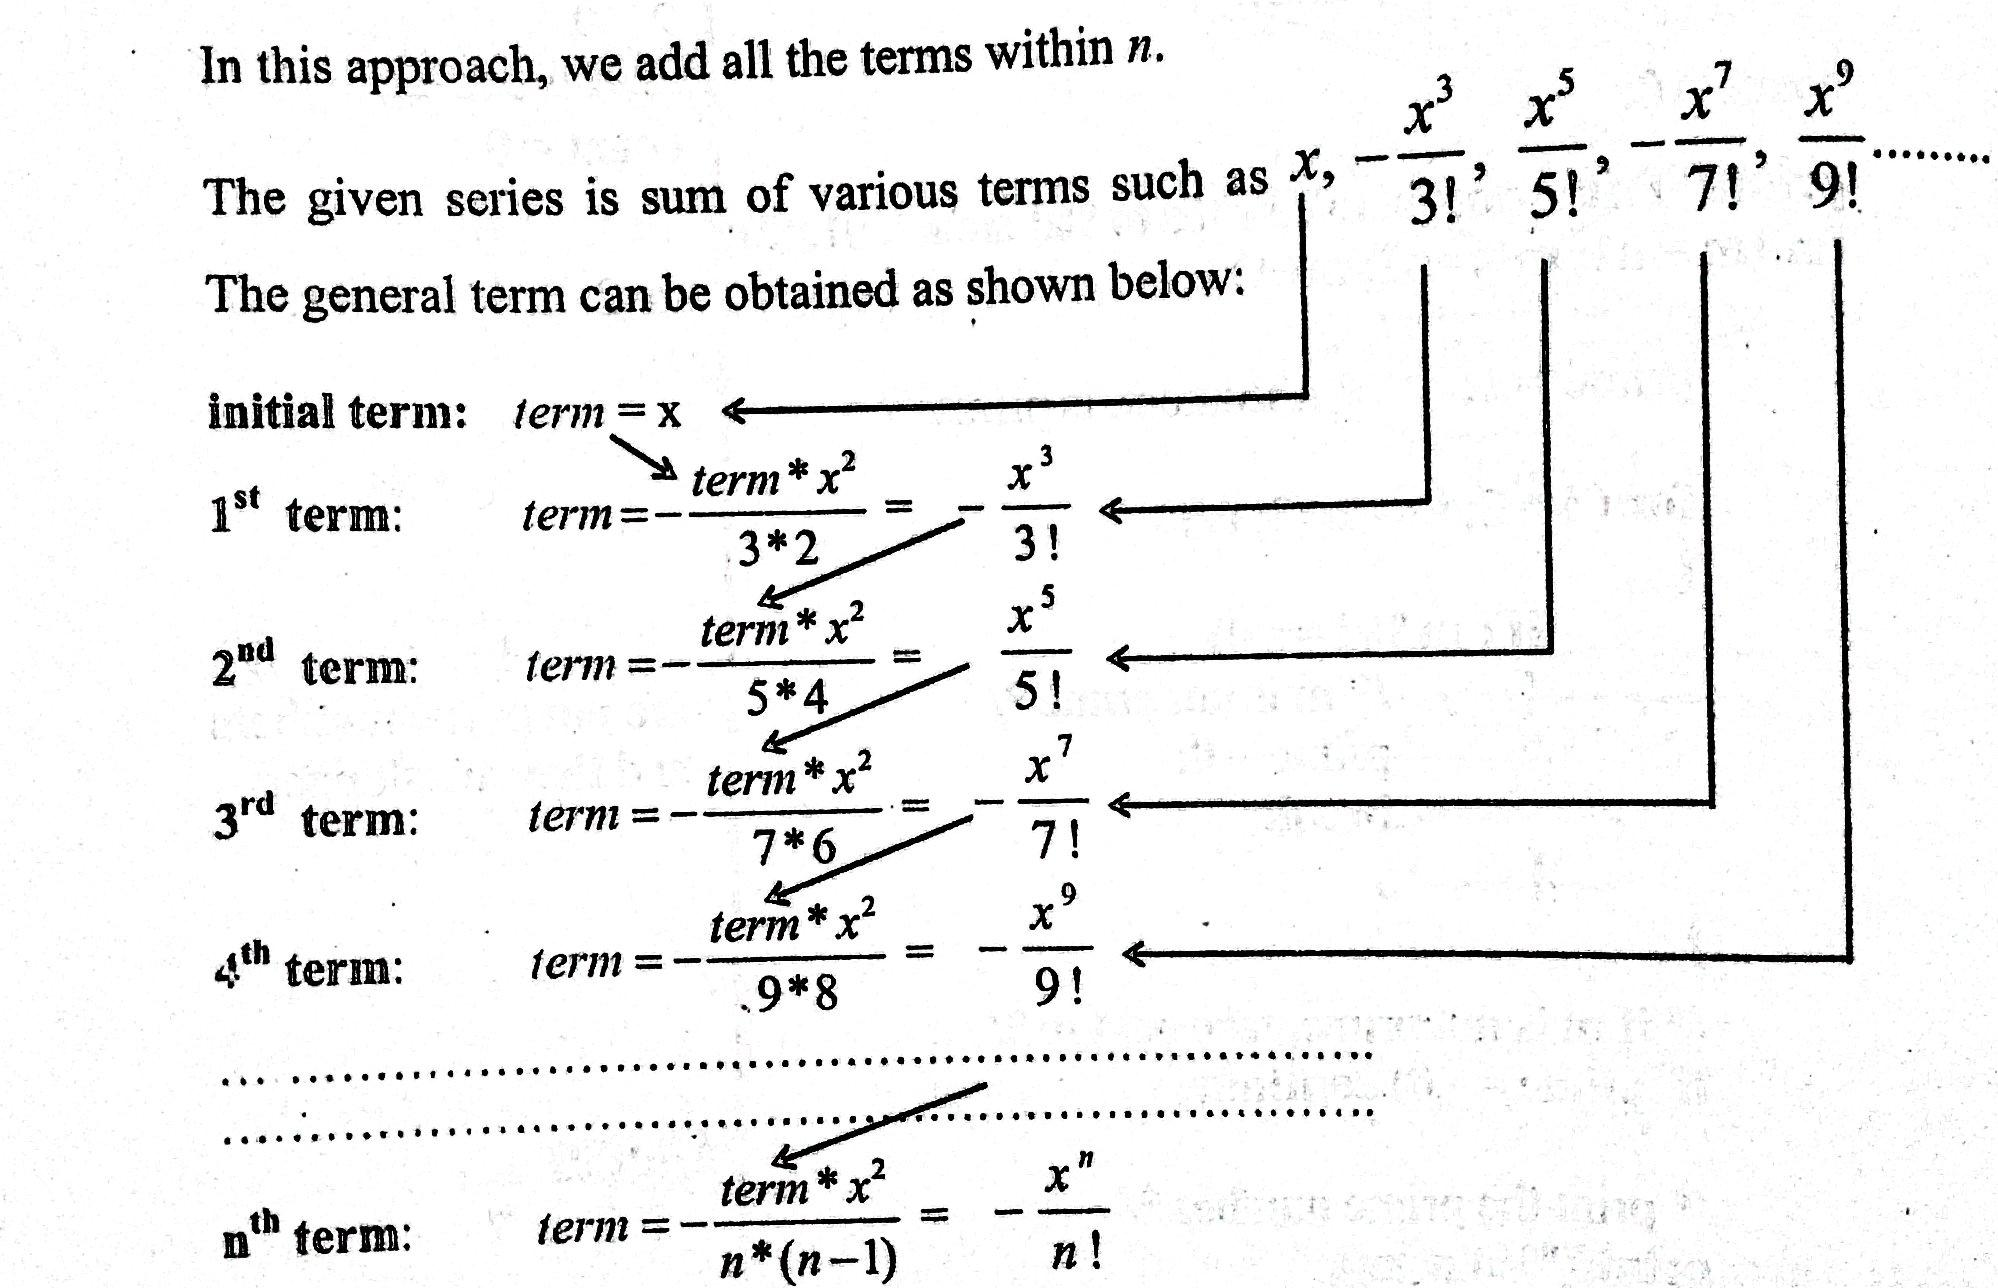 In this approach, we add all the terms within n.
The given series is sum of various terms such as x, −x³/3!, x⁵/5!, −x⁷/7!, x⁹/9!.........
The general term can be obtained as shown below:
initial term: term = x
1st term: term = −(term * x²)/(3*2) = −x³/3!
2nd term: term = −(term * x²)/(5*4) = x⁵/5!
3rd term: term = −(term * x²)/(7*6) = −x⁷/7!
4th term: term = −(term * x²)/(9*8) = −x⁹/9!
nth term: term = −(term * x²)/(n*(n−1)) = −xⁿ/n!